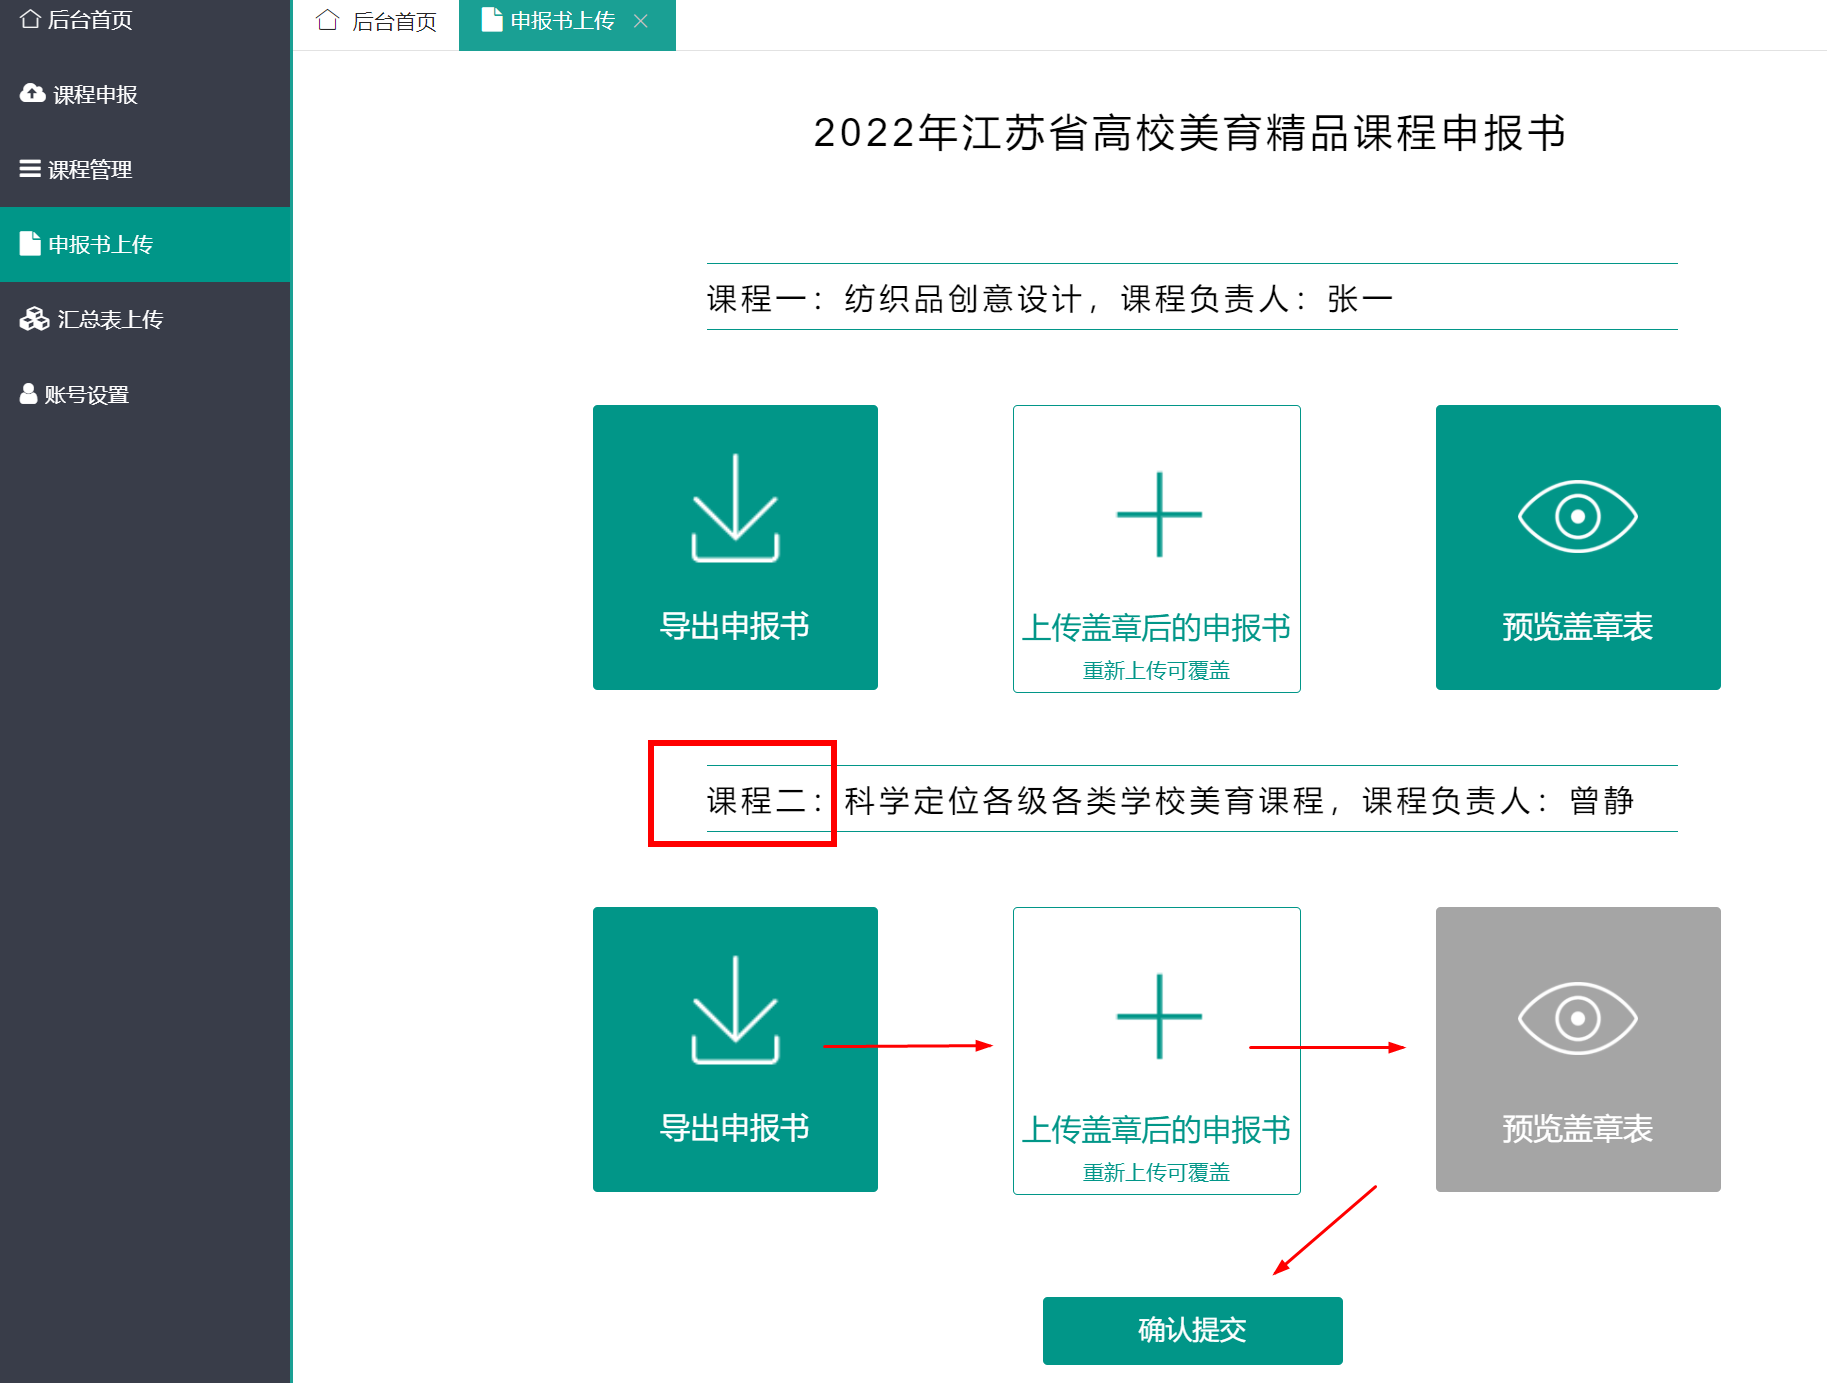 后台首页
课程申报
课程管理
申报书上传
汇总表上传
账号设置
后台首页
申报书上传
2022年江苏省高校美育精品课程申报书
课程一：纺织品创意设计，课程负责人：张一
导出申报书
上传盖章后的申报书
重新上传可覆盖
预览盖章表
课程二：科学定位各级各类学校美育课程，课程负责人：曾静
导出申报书
上传盖章后的申报书
重新上传可覆盖
预览盖章表
确认提交